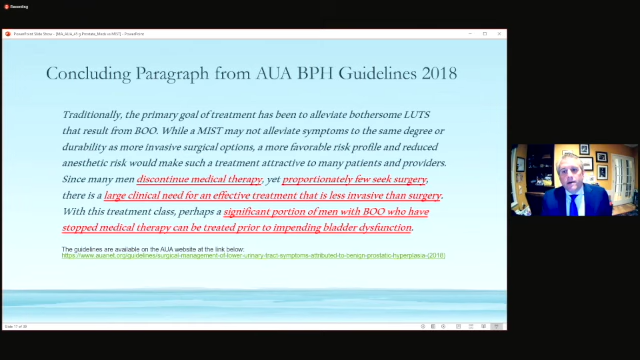 Recording
Concluding Paragraph from AUA BPH Guidelines 2018
Traditionally, the primary goal of treatment has been to alleviate bothersome LUTS
that result from BOO. While a MIST may not alleviate symptoms to the same degree or
durability as more invasive surgical options, a more favorable risk profile and reduced
anesthetic risk would make such a treatment attractive to many patients and providers.
Since many men discontinue medical therapy, yet proportionately few seek surgery,
there is a large clinical need for an effective treatment that is less invasive than surgery.
With this treatment class, perhaps a significant portion of men with BOO who have
stopped medical therapy can be treated prior to impending bladder dysfunction.
The guidelines are available on the AUA website at the link below:
https://www.auanet.org/guidelines/surgical-management-of-lower-urinary-tract-symptoms-attributed-to-benign-prostatic-hyperplasia-(2018)